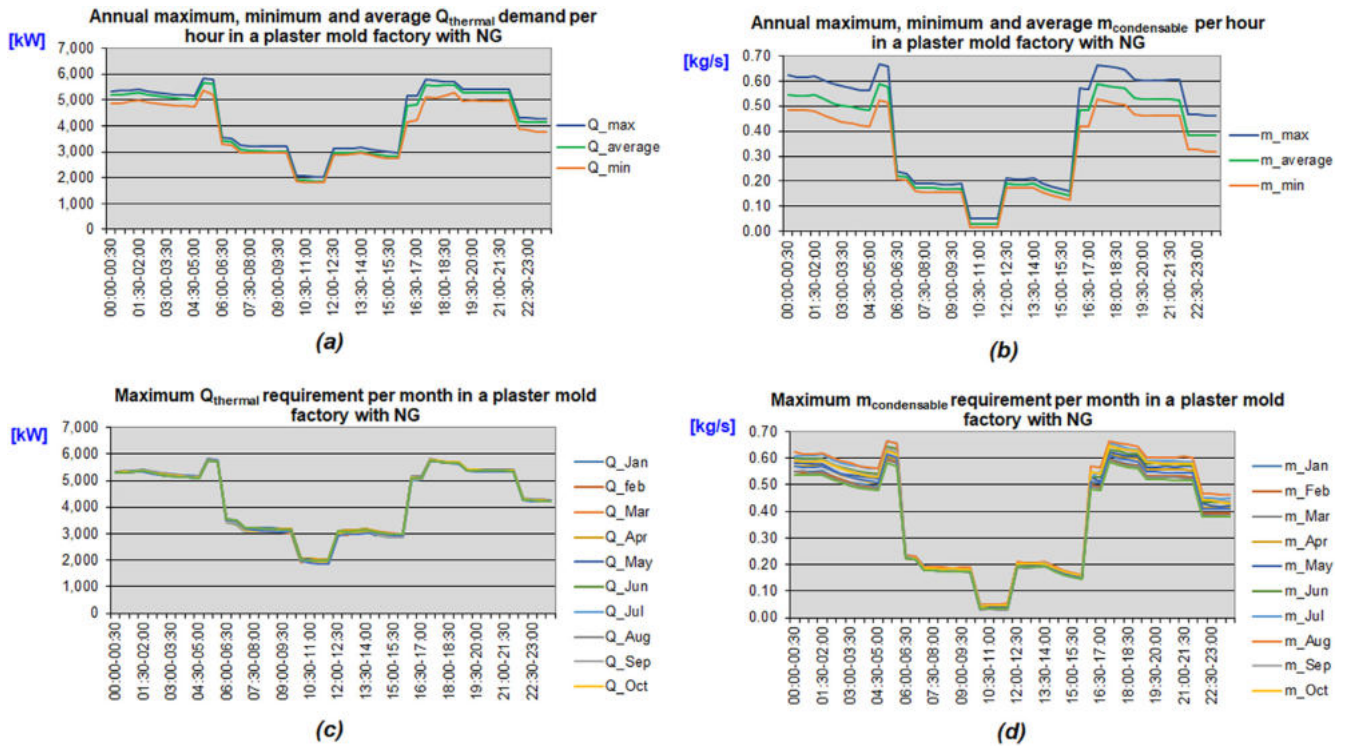 Annual maximum, minimum and average Qthermal demand per
hour in a plaster mold factory with NG
[kW]
7,000
6,000
5,000
4,000
3,000
2,000
1,000
0
Q_max
Q_average
Q_min
00:00-00:30
01:30-02:00
03:00-03:30
04:30-05:00
06:00-06:30
07:30-08:00
09:00-09:30
10:30-11:00
12:00-12:30
13:30-14:00
15:00-15:30
16:30-17:00
18:00-18:30
19:30-20:00
21:00-21:30
22:30-23:00
(a)
Annual maximum, minimum and average mcondensable per hour
in a plaster mold factory with NG
[kg/s]
0.70
0.60
0.50
0.40
0.30
0.20
0.10
0.00
m_max
m_average
m_min
00:00-00:30
01:30-02:00
03:00-03:30
04:30-05:00
06:00-06:30
07:30-08:00
09:00-09:30
10:30-11:00
12:00-12:30
13:30-14:00
15:00-15:30
16:30-17:00
18:00-18:30
19:30-20:00
21:00-21:30
22:30-23:00
(b)
Maximum Qthermal requirement per month in a plaster mold
factory with NG
[kW]
7,000
6,000
5,000
4,000
3,000
2,000
1,000
0
Q_Jan
Q_feb
Q_Mar
Q_Apr
Q_May
Q_Jun
Q_Jul
Q_Aug
Q_Sep
Q_Oct
00:00-00:30
01:30-02:00
03:00-03:30
04:30-05:00
06:00-06:30
07:30-08:00
09:00-09:30
10:30-11:00
12:00-12:30
13:30-14:00
15:00-15:30
16:30-17:00
18:00-18:30
19:30-20:00
21:00-21:30
22:30-23:00
(c)
Maximum mcondensable requirement per month in a plaster mold
factory with NG
[kg/s]
0.70
0.60
0.50
0.40
0.30
0.20
0.10
0.00
m_Jan
m_Feb
m_Mar
m_Apr
m_May
m_Jun
m_Jul
m_Aug
m_Sep
m_Oct
00:00-00:30
01:30-02:00
03:00-03:30
04:30-05:00
06:00-06:30
07:30-08:00
09:00-09:30
10:30-11:00
12:00-12:30
13:30-14:00
15:00-15:30
16:30-17:00
18:00-18:30
19:30-20:00
21:00-21:30
22:30-23:00
(d)